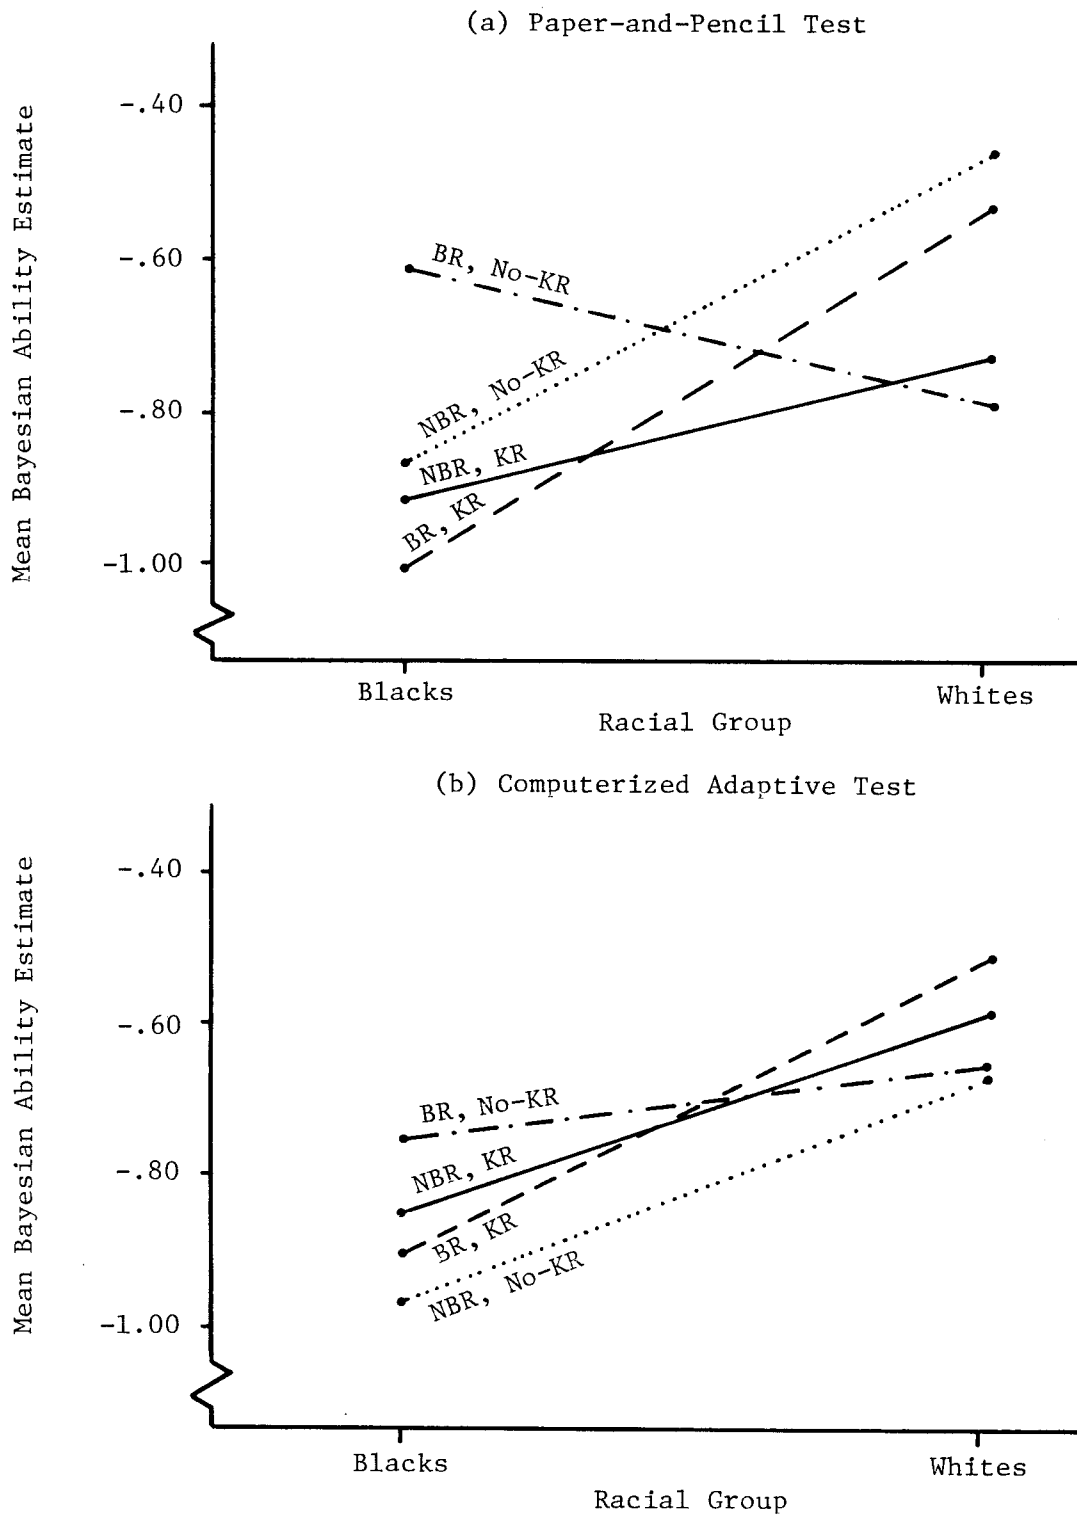 (a) Paper-and-Pencil Test
Mean Bayesian Ability Estimate
-.40
-.60
-.80
-1.00
BR, No-KR
NBR, No-KR
NBR, KR
BR, KR
Blacks
Whites
Racial Group
(b) Computerized Adaptive Test
Mean Bayesian Ability Estimate
-.40
-.60
-.80
-1.00
BR, No-KR
NBR, KR
BR, KR
NBR, No-KR
Blacks
Whites
Racial Group